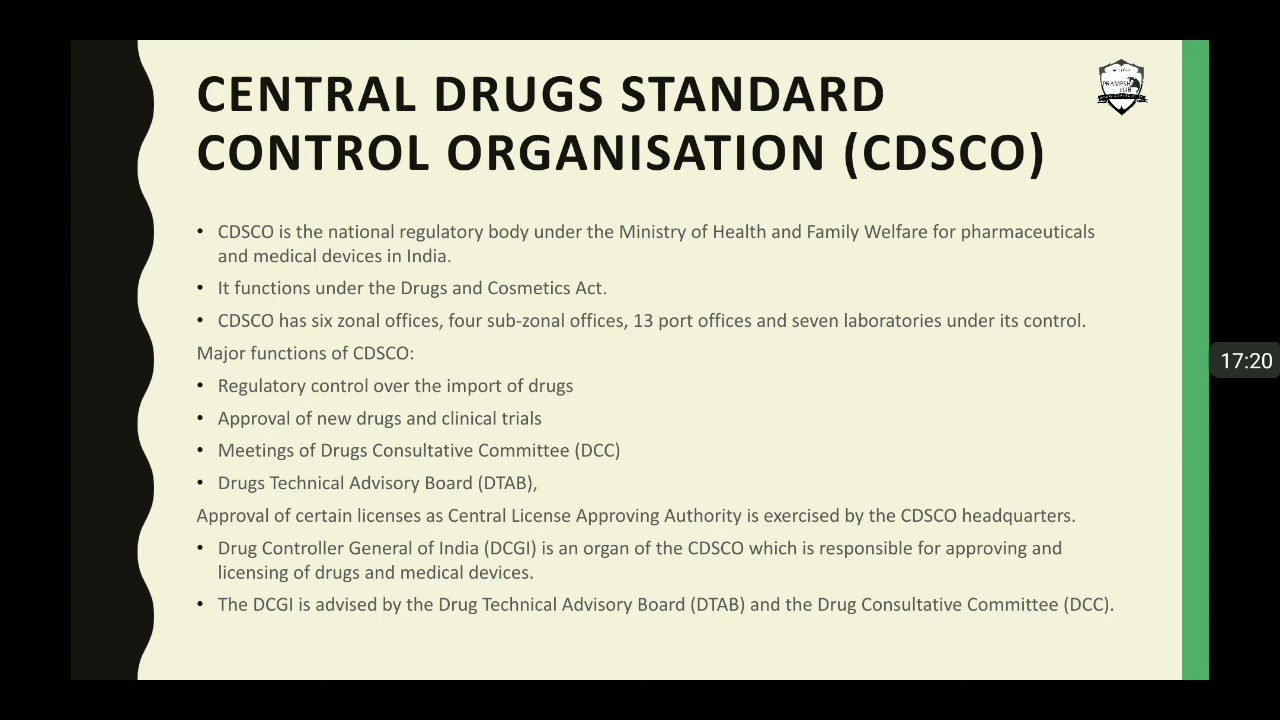 CENTRAL DRUGS STANDARD
CONTROL ORGANISATION (CDSCO)
• CDSCO is the national regulatory body under the Ministry of Health and Family Welfare for pharmaceuticals
and medical devices in India.
• It functions under the Drugs and Cosmetics Act.
• CDSCO has six zonal offices, four sub-zonal offices, 13 port offices and seven laboratories under its control.
Major functions of CDSCO:
• Regulatory control over the import of drugs
• Approval of new drugs and clinical trials
• Meetings of Drugs Consultative Committee (DCC)
• Drugs Technical Advisory Board (DTAB),
Approval of certain licenses as Central License Approving Authority is exercised by the CDSCO headquarters.
• Drug Controller General of India (DCGI) is an organ of the CDSCO which is responsible for approving and
licensing of drugs and medical devices.
• The DCGI is advised by the Drug Technical Advisory Board (DTAB) and the Drug Consultative Committee (DCC).
17:20